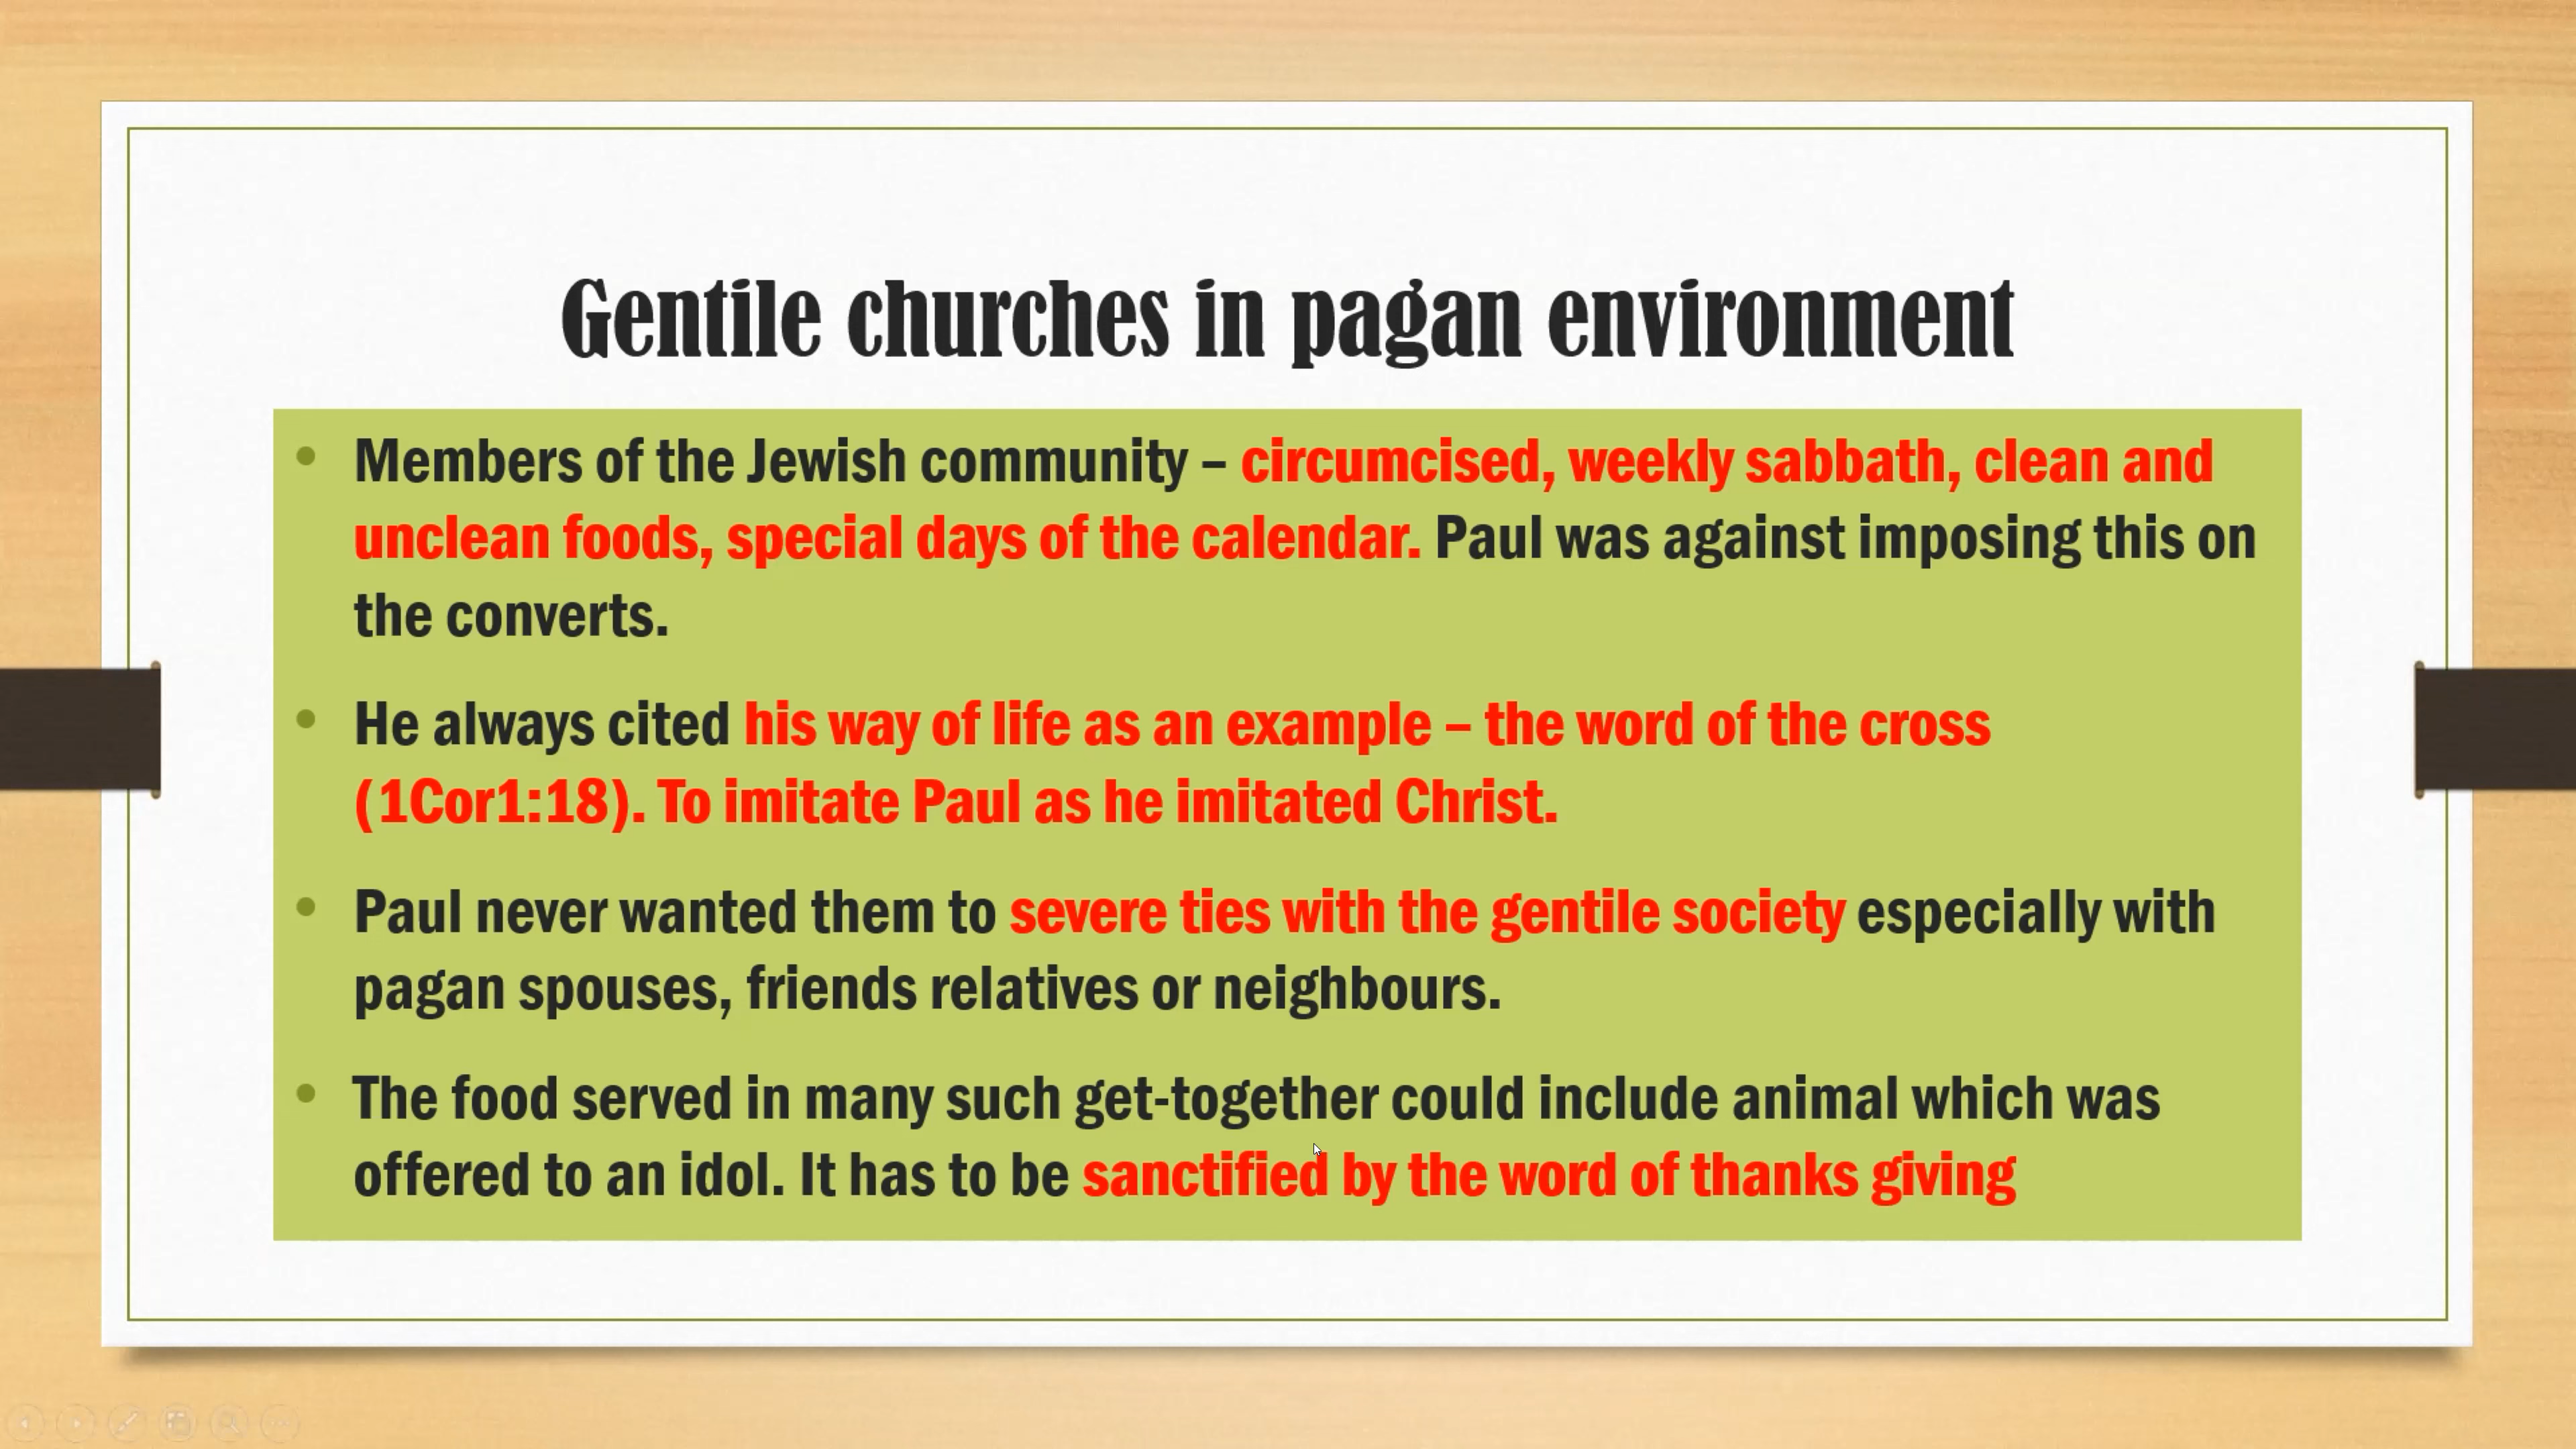 Gentile churches in pagan environment
• Members of the Jewish community – circumcised, weekly sabbath, clean and
unclean foods, special days of the calendar. Paul was against imposing this on
the converts.
• He always cited his way of life as an example – the word of the cross
(1Cor1:18). To imitate Paul as he imitated Christ.
• Paul never wanted them to severe ties with the gentile society especially with
pagan spouses, friends relatives or neighbours.
• The food served in many such get-together could include animal which was
offered to an idol. It has to be sanctified by the word of thanks giving